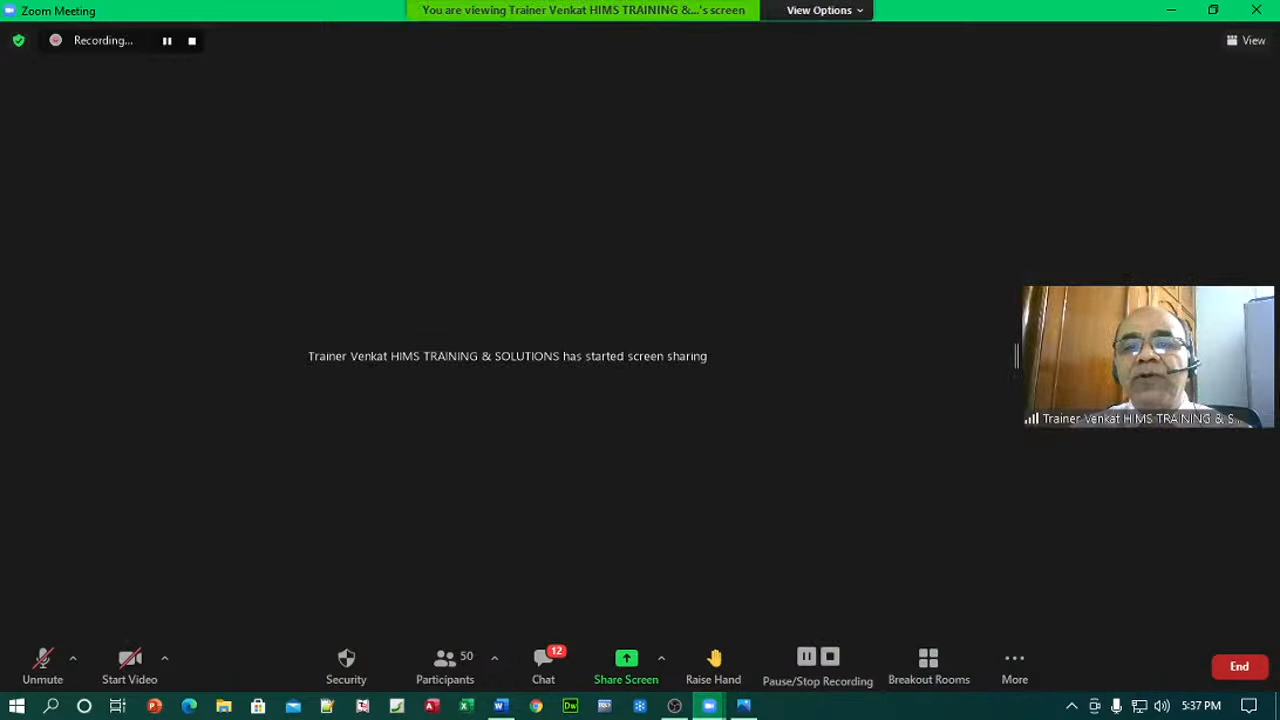 Zoom Meeting
You are viewing Trainer Venkat HIMS TRAINING &...'s screen
View Options
Recording...
View
Trainer Venkat HIMS TRAINING & SOLUTIONS has started screen sharing
Trainer Venkat HIMS TRAINING & S...
Unmute
Start Video
Security
50
Participants
12
Chat
Share Screen
Raise Hand
Pause/Stop Recording
Breakout Rooms
More
End
Dw
5:37 PM